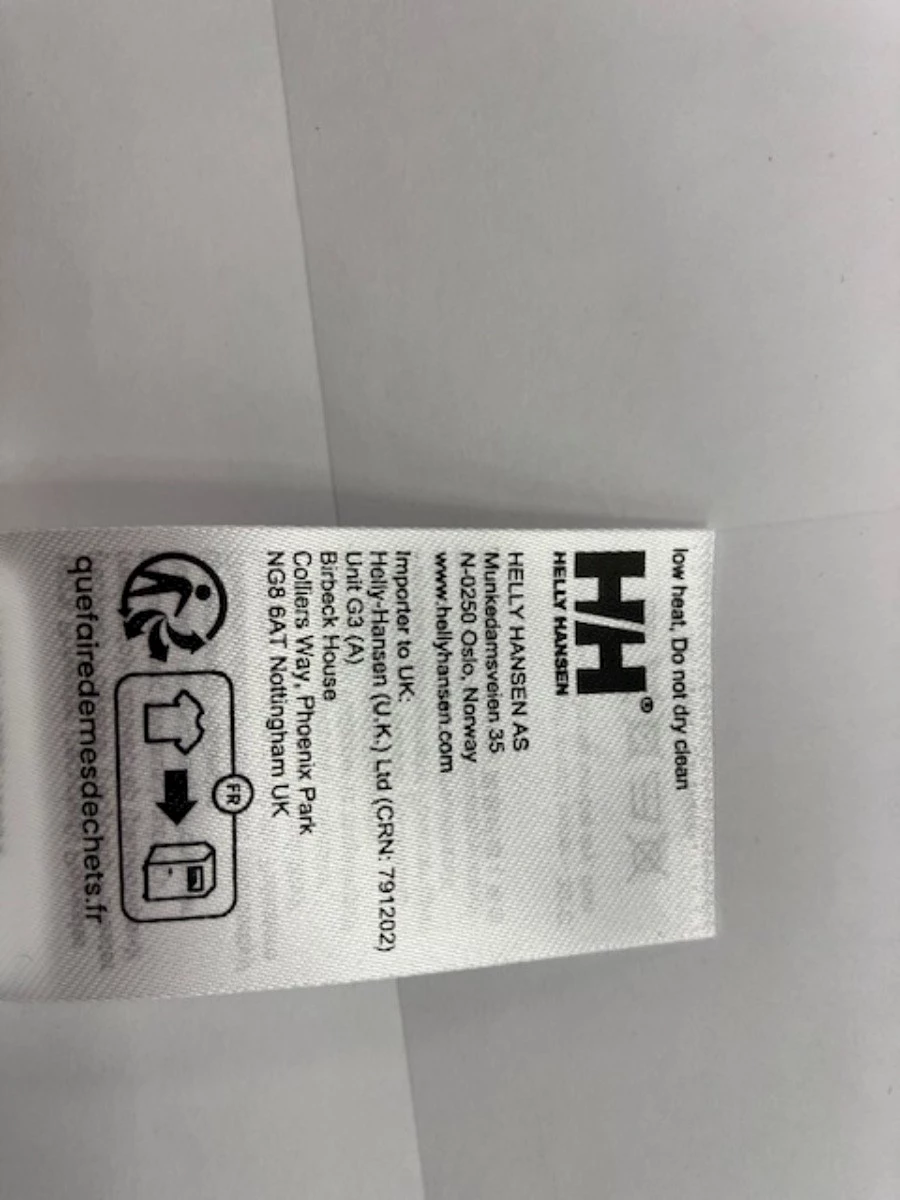 low heat, Do not dry clean
HH®
HELLY HANSEN
HELLY HANSEN AS
Munkedamsveien 35
N-0250 Oslo, Norway
www.hellyhansen.com
Importer to UK:
Helly-Hansen (U.K.) Ltd (CRN: 791202)
Unit G3 (A)
Birbeck House
Colliers Way, Phoenix Park
NG8 6AT Nottingham UK
FR
quefairedemesdechets.fr